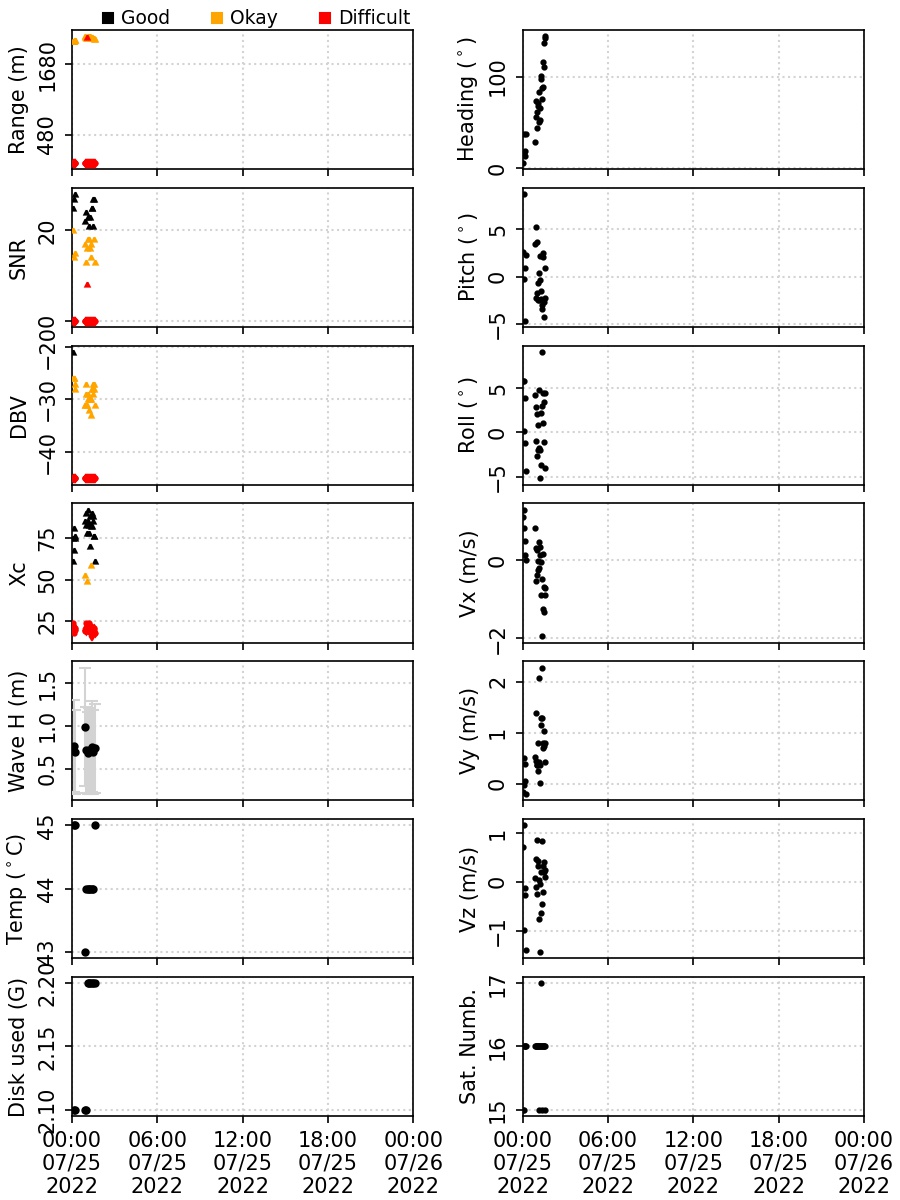 Good Okay Difficult
Range (m)
1680
480
Heading (°)
100
0
SNR
20
0
Pitch (°)
5
0
−5
DBV
−20
−30
−40
Roll (°)
5
0
−5
Xc
75
50
25
Vx (m/s)
0
−2
Wave H (m)
1.5
1.0
0.5
Vy (m/s)
2
1
0
Temp (°C)
45
44
43
Vz (m/s)
1
0
−1
Disk used (G)
2.20
2.15
2.10
Sat. Numb.
17
16
15
00:00 06:00 12:00 18:00 00:00
07/25 07/25 07/25 07/25 07/26
2022 2022 2022 2022 2022
00:00 06:00 12:00 18:00 00:00
07/25 07/25 07/25 07/25 07/26
2022 2022 2022 2022 2022